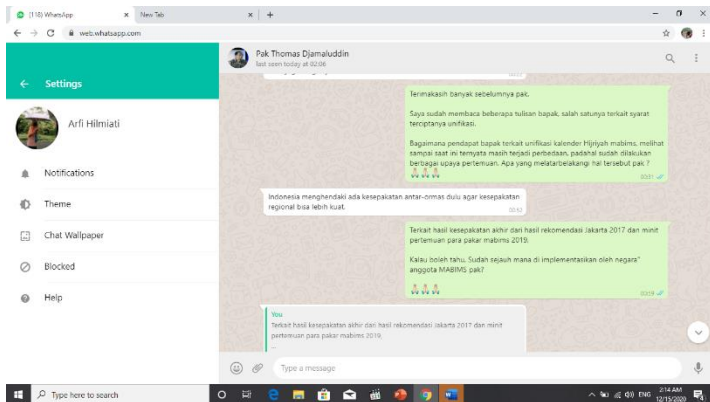 (118) WhatsApp
New Tab
web.whatsapp.com
Settings
Arfi Hilmiati
Notifications
Theme
Chat Wallpaper
Blocked
Help
Pak Thomas Djamaluddin
last seen today at 02:06
Terimakasih banyak sebelumnya pak.
Saya sudah membaca beberapa tulisan bapak, salah satunya terkait syarat
terciptanya unifikasi.
Bagaimana pendapat bapak terkait unifikasi kalender Hijriyah mabims, melihat
sampai saat ini ternyata masih terjadi perbedaan, padahal sudah dilakukan
berbagai upaya pertemuan. Apa yang melatarbelakangi hal tersebut pak ?
Indonesia menghendaki ada kesepakatan antar-ormas dulu agar kesepakatan
regional bisa lebih kuat.
Terkait hasil kesepakatan akhir dari hasil rekomendasi Jakarta 2017 dan minit
pertemuan para pakar mabims 2019.
Kalau boleh tahu, Sudah sejauh mana di implementasikan oleh negara"
anggota MABIMS pak?
You
Terkait hasil kesepakatan akhir dari hasil rekomendasi Jakarta 2017 dan minit
pertemuan para pakar mabims 2019.
...
Type a message
Type here to search
ENG
2:14 AM
12/15/2020